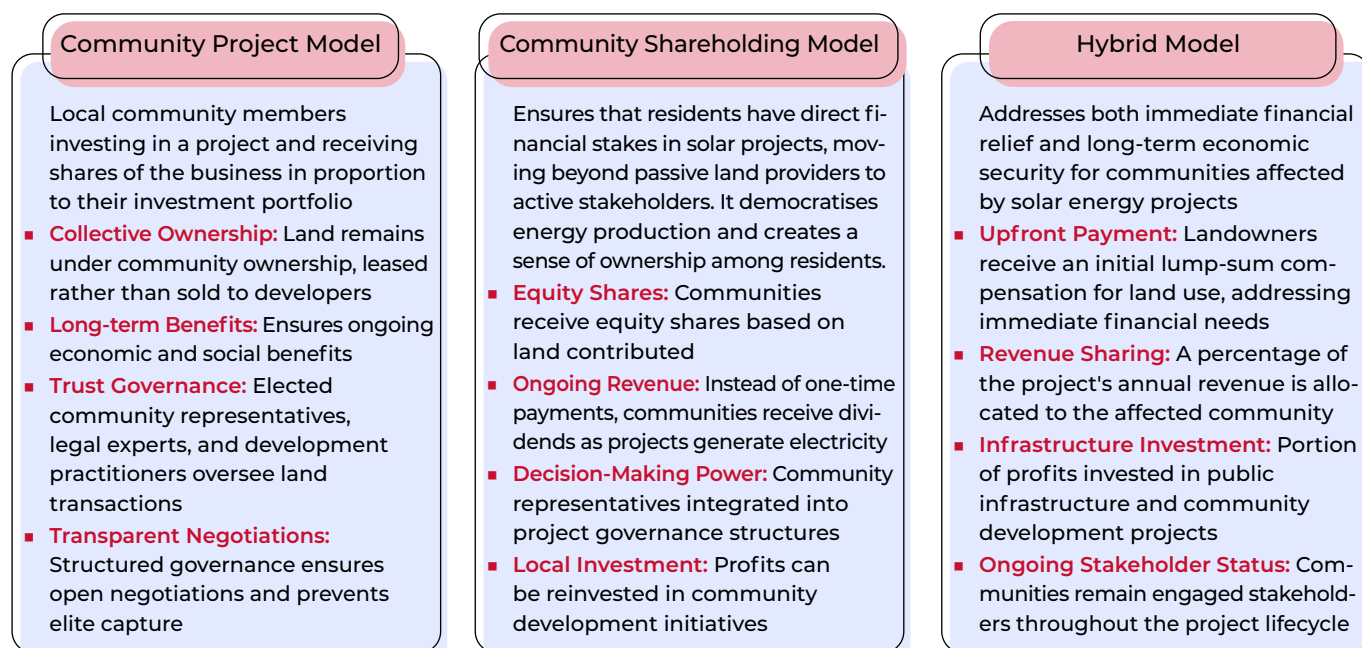 Community Project Model
Local community members
investing in a project and receiving
shares of the business in proportion
to their investment portfolio
▪ Collective Ownership: Land remains
under community ownership, leased
rather than sold to developers
▪ Long-term Benefits: Ensures ongoing
economic and social benefits
▪ Trust Governance: Elected
community representatives,
legal experts, and development
practitioners oversee land
transactions
▪ Transparent Negotiations:
Structured governance ensures
open negotiations and prevents
elite capture
Community Shareholding Model
Ensures that residents have direct fi-
nancial stakes in solar projects, mov-
ing beyond passive land providers to
active stakeholders. It democratises
energy production and creates a
sense of ownership among residents.
▪ Equity Shares: Communities
receive equity shares based on
land contributed
▪ Ongoing Revenue: Instead of one-time
payments, communities receive divi-
dends as projects generate electricity
▪ Decision-Making Power: Community
representatives integrated into
project governance structures
▪ Local Investment: Profits can
be reinvested in community
development initiatives
Hybrid Model
Addresses both immediate financial
relief and long-term economic
security for communities affected
by solar energy projects
▪ Upfront Payment: Landowners
receive an initial lump-sum com-
pensation for land use, addressing
immediate financial needs
▪ Revenue Sharing: A percentage of
the project's annual revenue is allo-
cated to the affected community
▪ Infrastructure Investment: Portion
of profits invested in public
infrastructure and community
development projects
▪ Ongoing Stakeholder Status: Com-
munities remain engaged stakehold-
ers throughout the project lifecycle